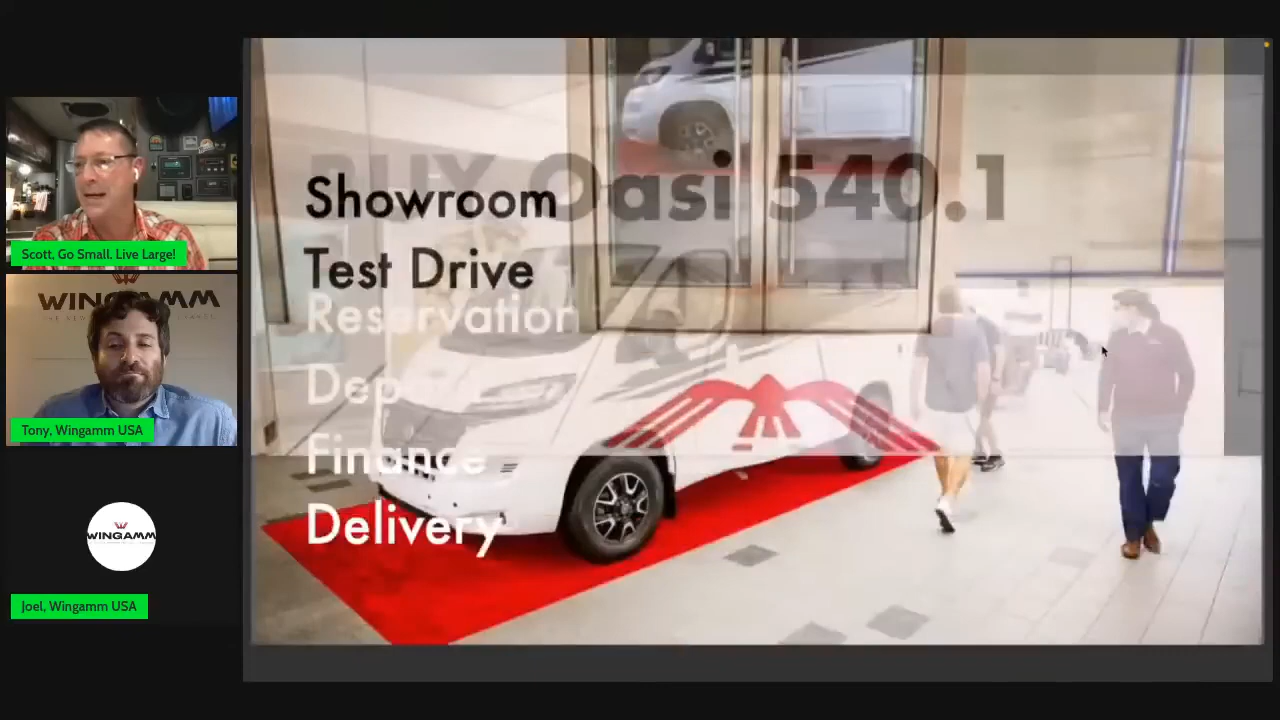 Scott, Go Small. Live Large!
WINGAMM
Tony, Wingamm USA
WINGAMM
Joel, Wingamm USA
BUY Oasi 540.1
Showroom
Test Drive
Reservation
Deposit
Finance
Delivery